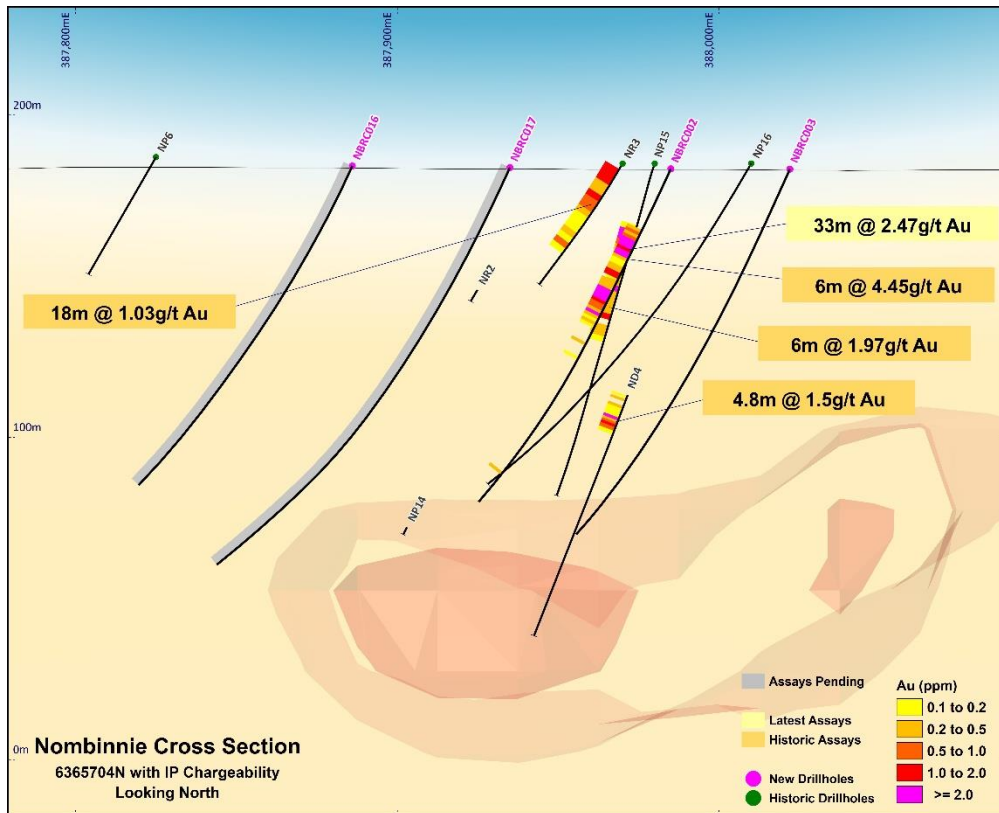 387,800mE
387,900mE
388,000mE
200m
NP6
NBRC016
NBRC017
NR3
NP15
NBRC002
NP16
NBRC003
33m @ 2.47g/t Au
6m @ 4.45g/t Au
NR2
18m @ 1.03g/t Au
6m @ 1.97g/t Au
ND4
4.8m @ 1.5g/t Au
100m
NP14
Assays Pending
Latest Assays
Historic Assays
New Drillholes
Historic Drillholes
Au (ppm)
0.1 to 0.2
0.2 to 0.5
0.5 to 1.0
1.0 to 2.0
>= 2.0
0m
Nombinnie Cross Section
6365704N with IP Chargeability
Looking North